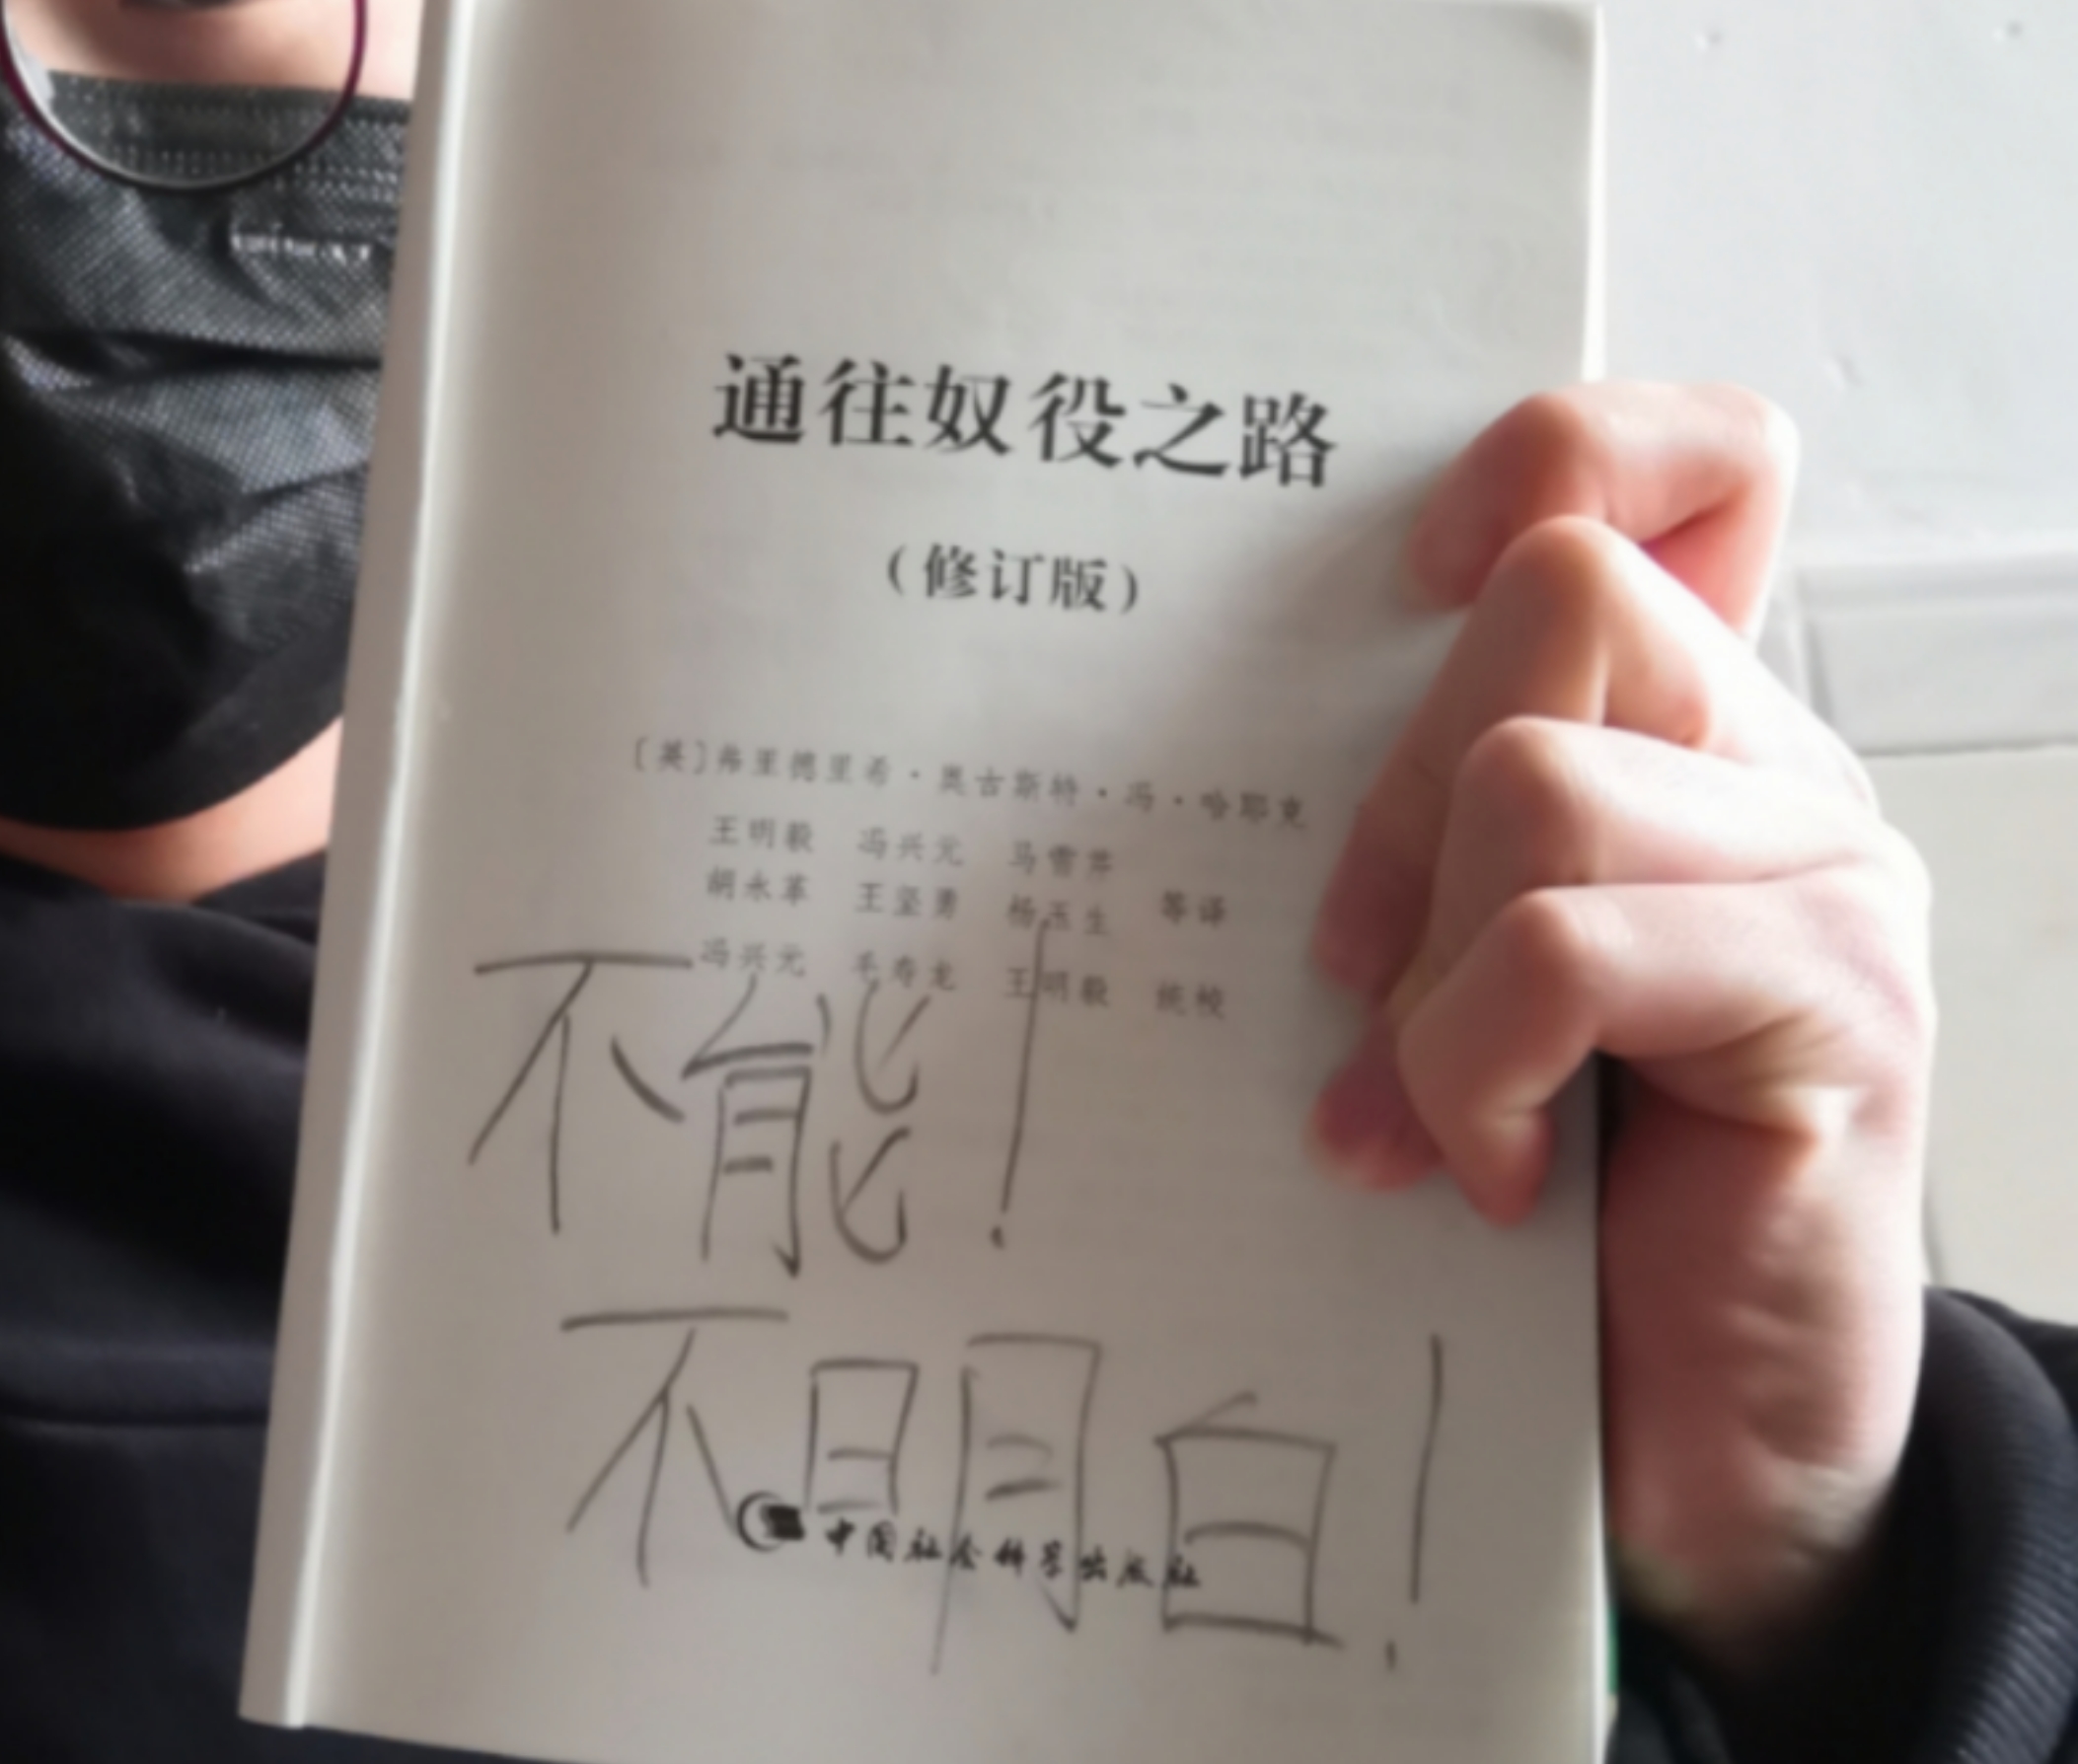 通往奴役之路
（修订版）
［英］弗里德里希·奥古斯特·冯·哈耶克
王明毅 冯兴元 马雪芹
胡永革 王坚勇 杨玉生 等译
冯兴元 毛寿龙 王明毅 统校
不能！
不明白！
中国社会科学出版社